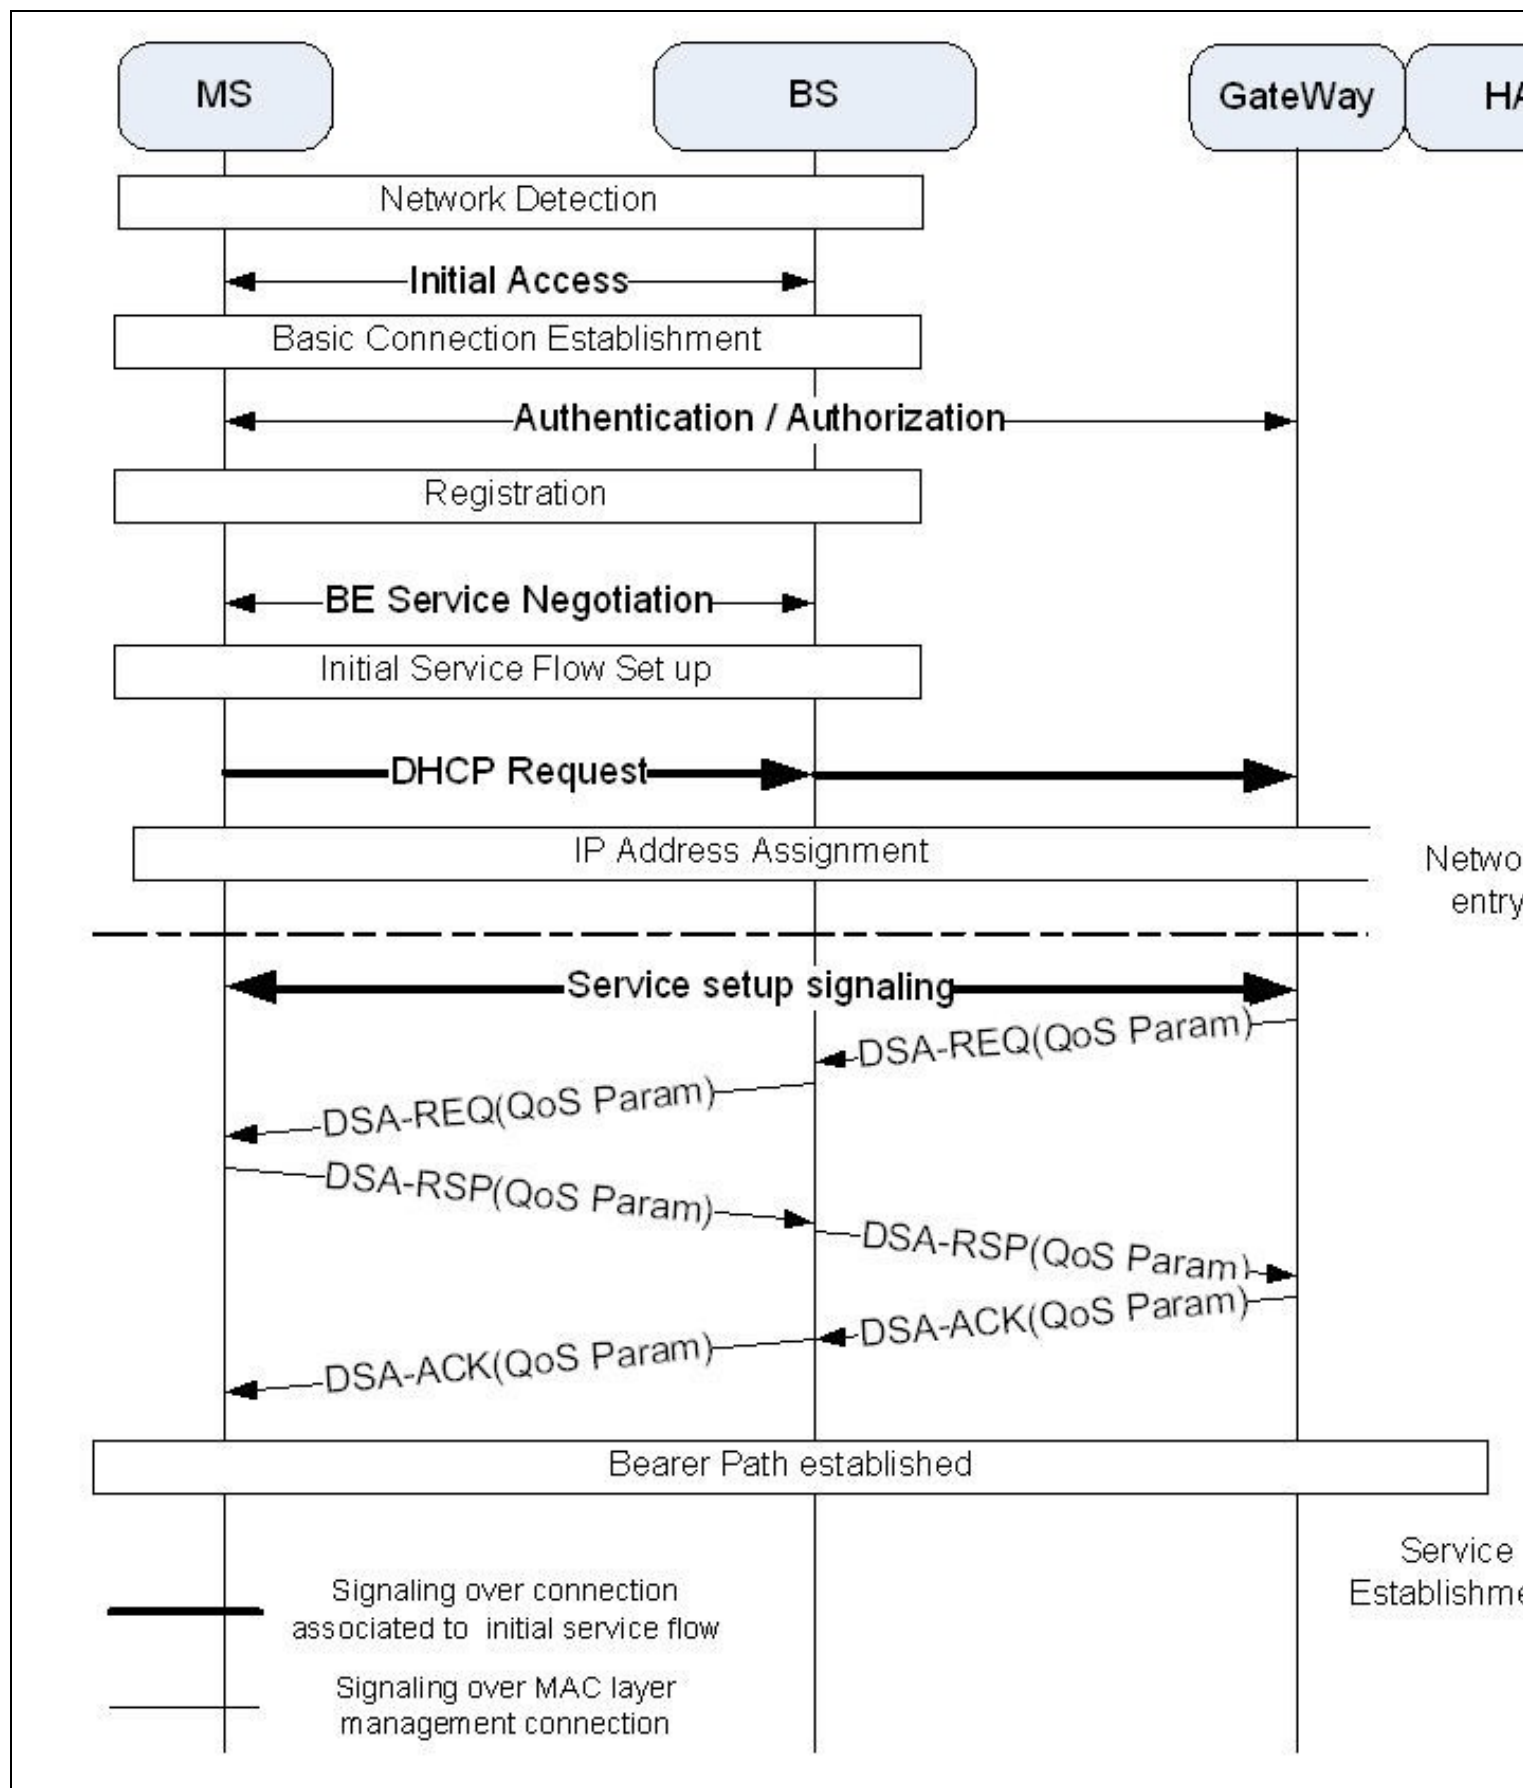 MS
BS
GateWay
HA
Network Detection
Initial Access
Basic Connection Establishment
Authentication / Authorization
Registration
BE Service Negotiation
Initial Service Flow Set up
DHCP Request
IP Address Assignment
entry
Service setup signaling
DSA-REQ(QoS Param)
DSA-REQ(QoS Param)
DSA-RSP(QoS Param)
DSA-RSP(QoS Param)
DSA-ACK(QoS Param)
DSA-ACK(QoS Param)
Bearer Path established
Service
Signaling over connection
associated to initial service flow
Signaling over MAC layer
management connection